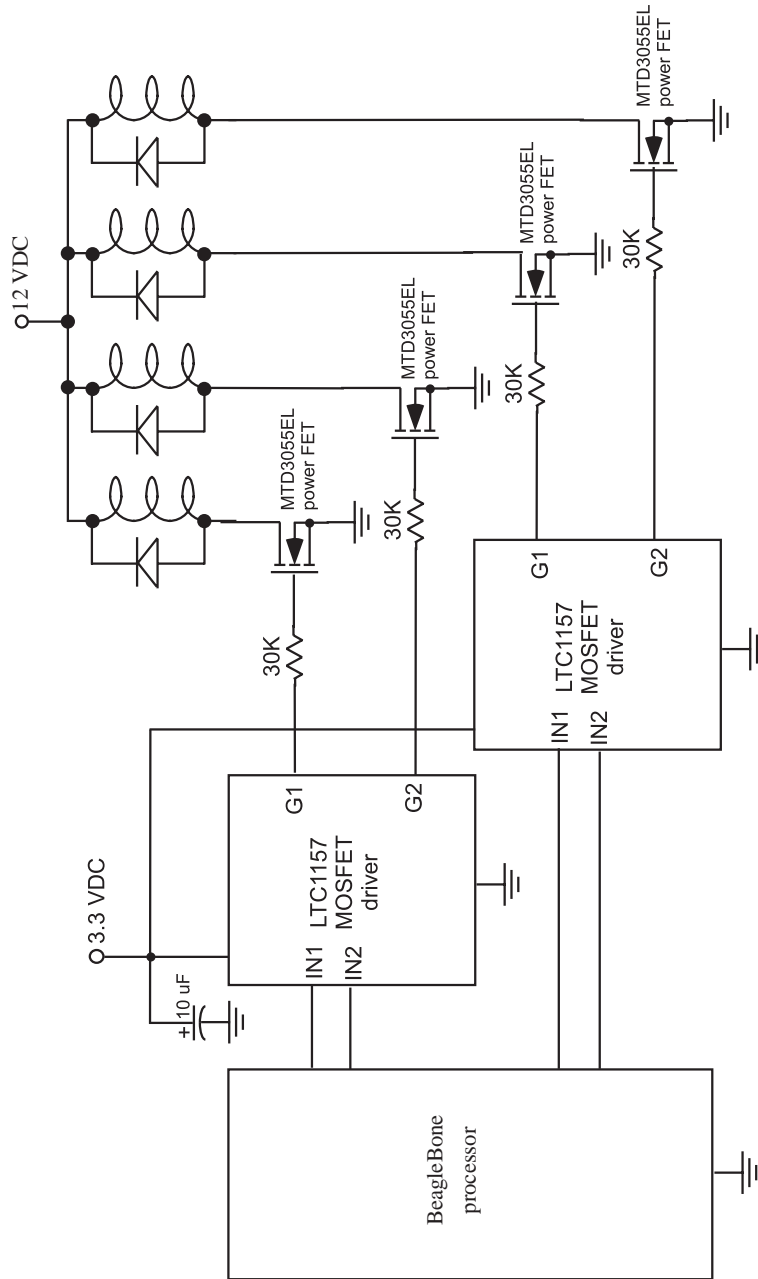 12 VDC
MTD3055EL
power FET
MTD3055EL
power FET
MTD3055EL
power FET
MTD3055EL
power FET
30K
30K
30K
30K
3.3 VDC
+ 10 uF
G1
G2
LTC1157
MOSFET
driver
IN1
IN2
G1
G2
LTC1157
MOSFET
driver
IN1
IN2
BeagleBone
processor